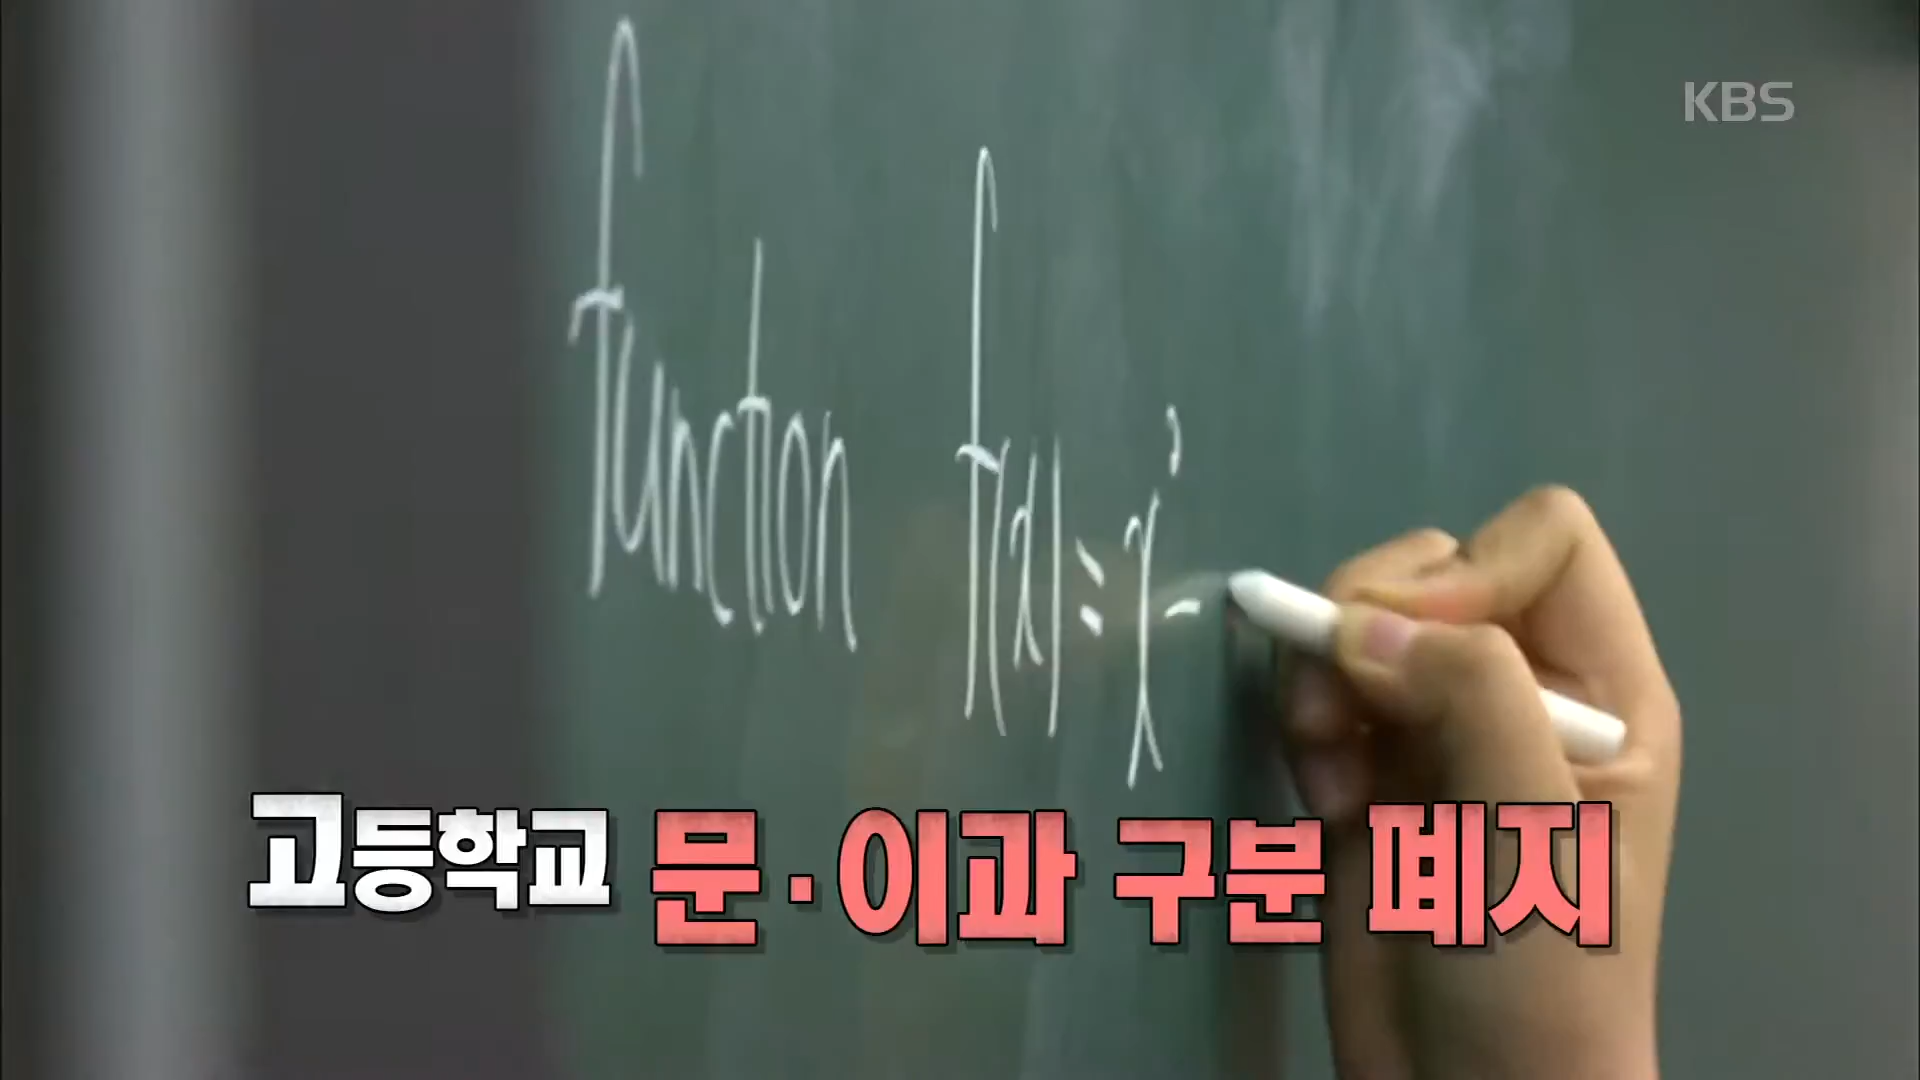 KBS
function f(x)=x² -
고등학교 문·이과 구분 폐지